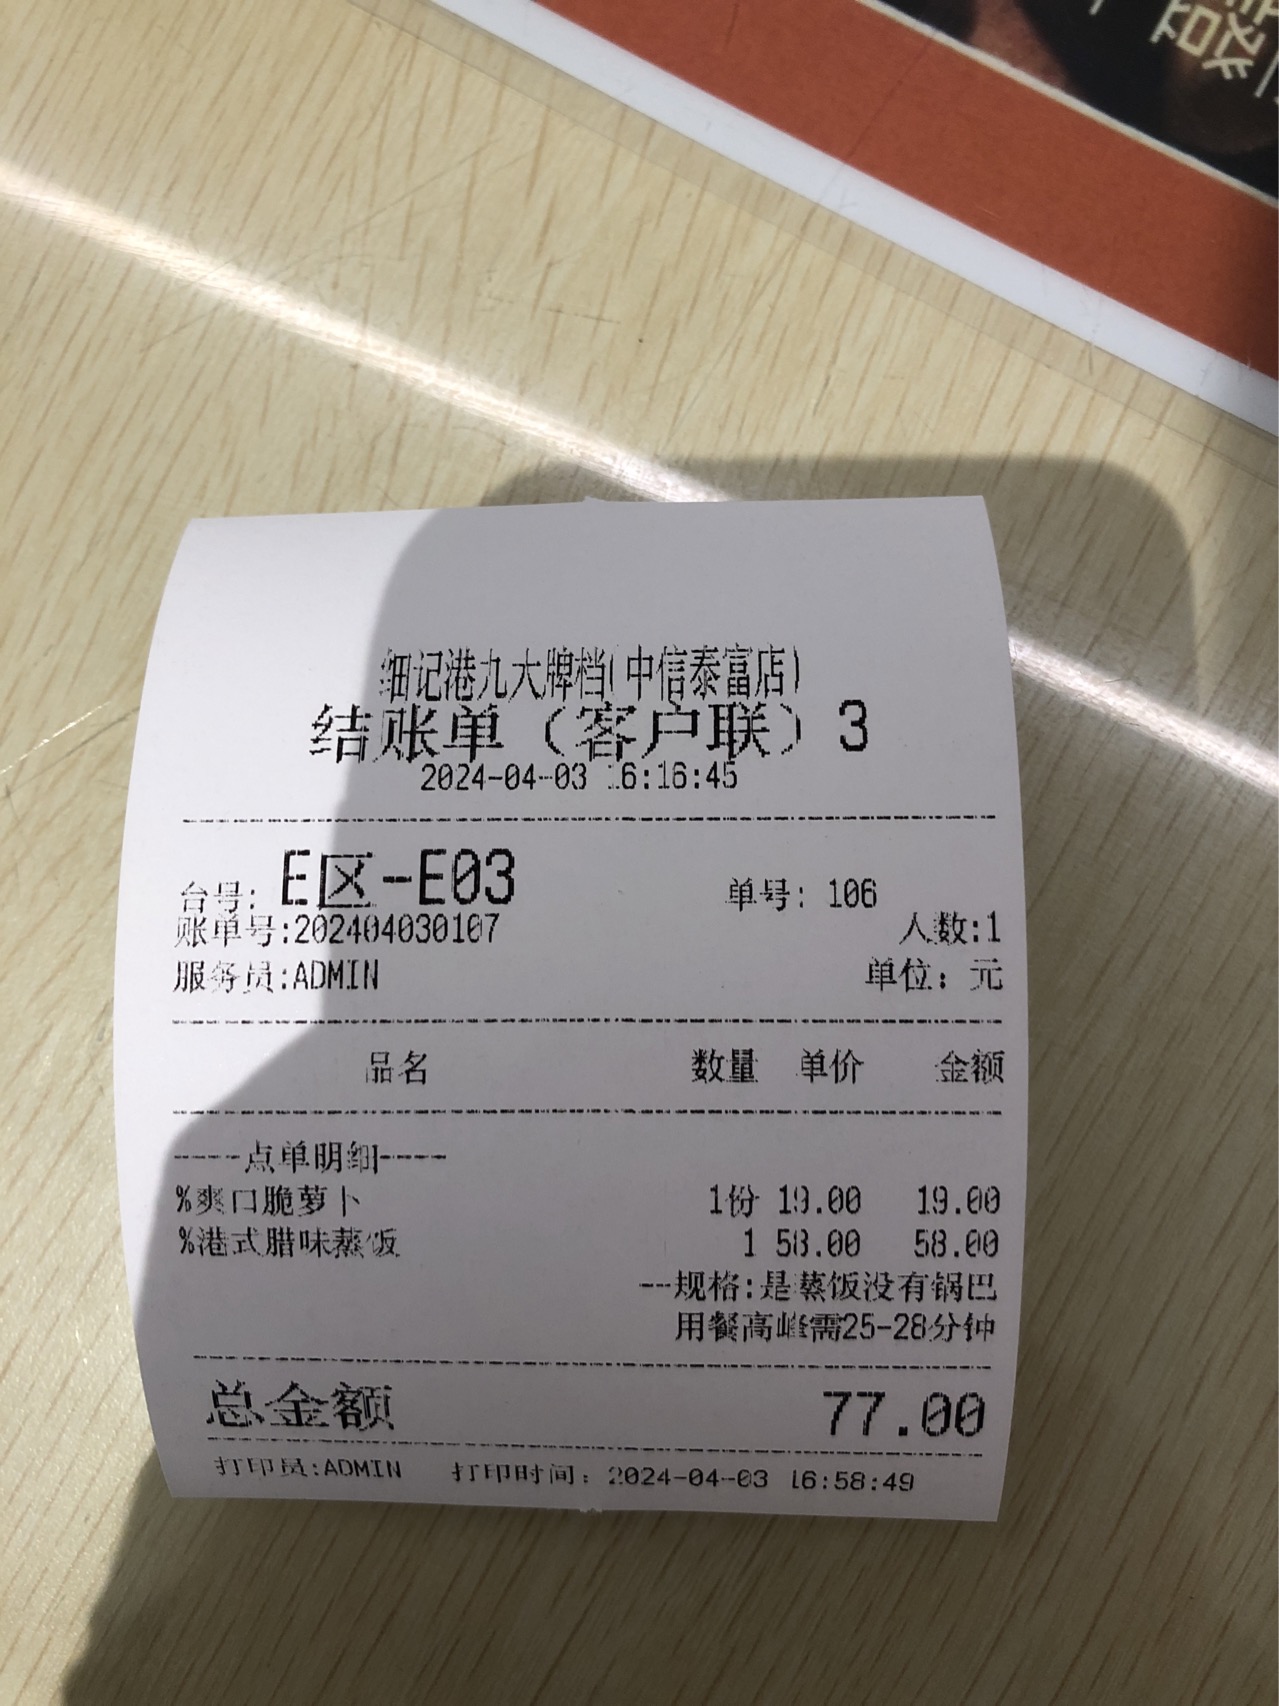 细记港九大牌档(中信泰富店)
结账单（客户联）3
2024-04-03 16:16:45
台号: E区-E03 单号: 106
账单号:202404030107 人数:1
服务员:ADMIN 单位: 元
品名 数量 单价 金额
----点单明细----
%爽口脆萝卜 1份 19.00 19.00
%港式腊味蒸饭 1 58.00 58.00
--规格:是蒸饭没有锅巴
用餐高峰需25-28分钟
总金额 77.00
打印员:ADMIN 打印时间: 2024-04-03 16:58:49